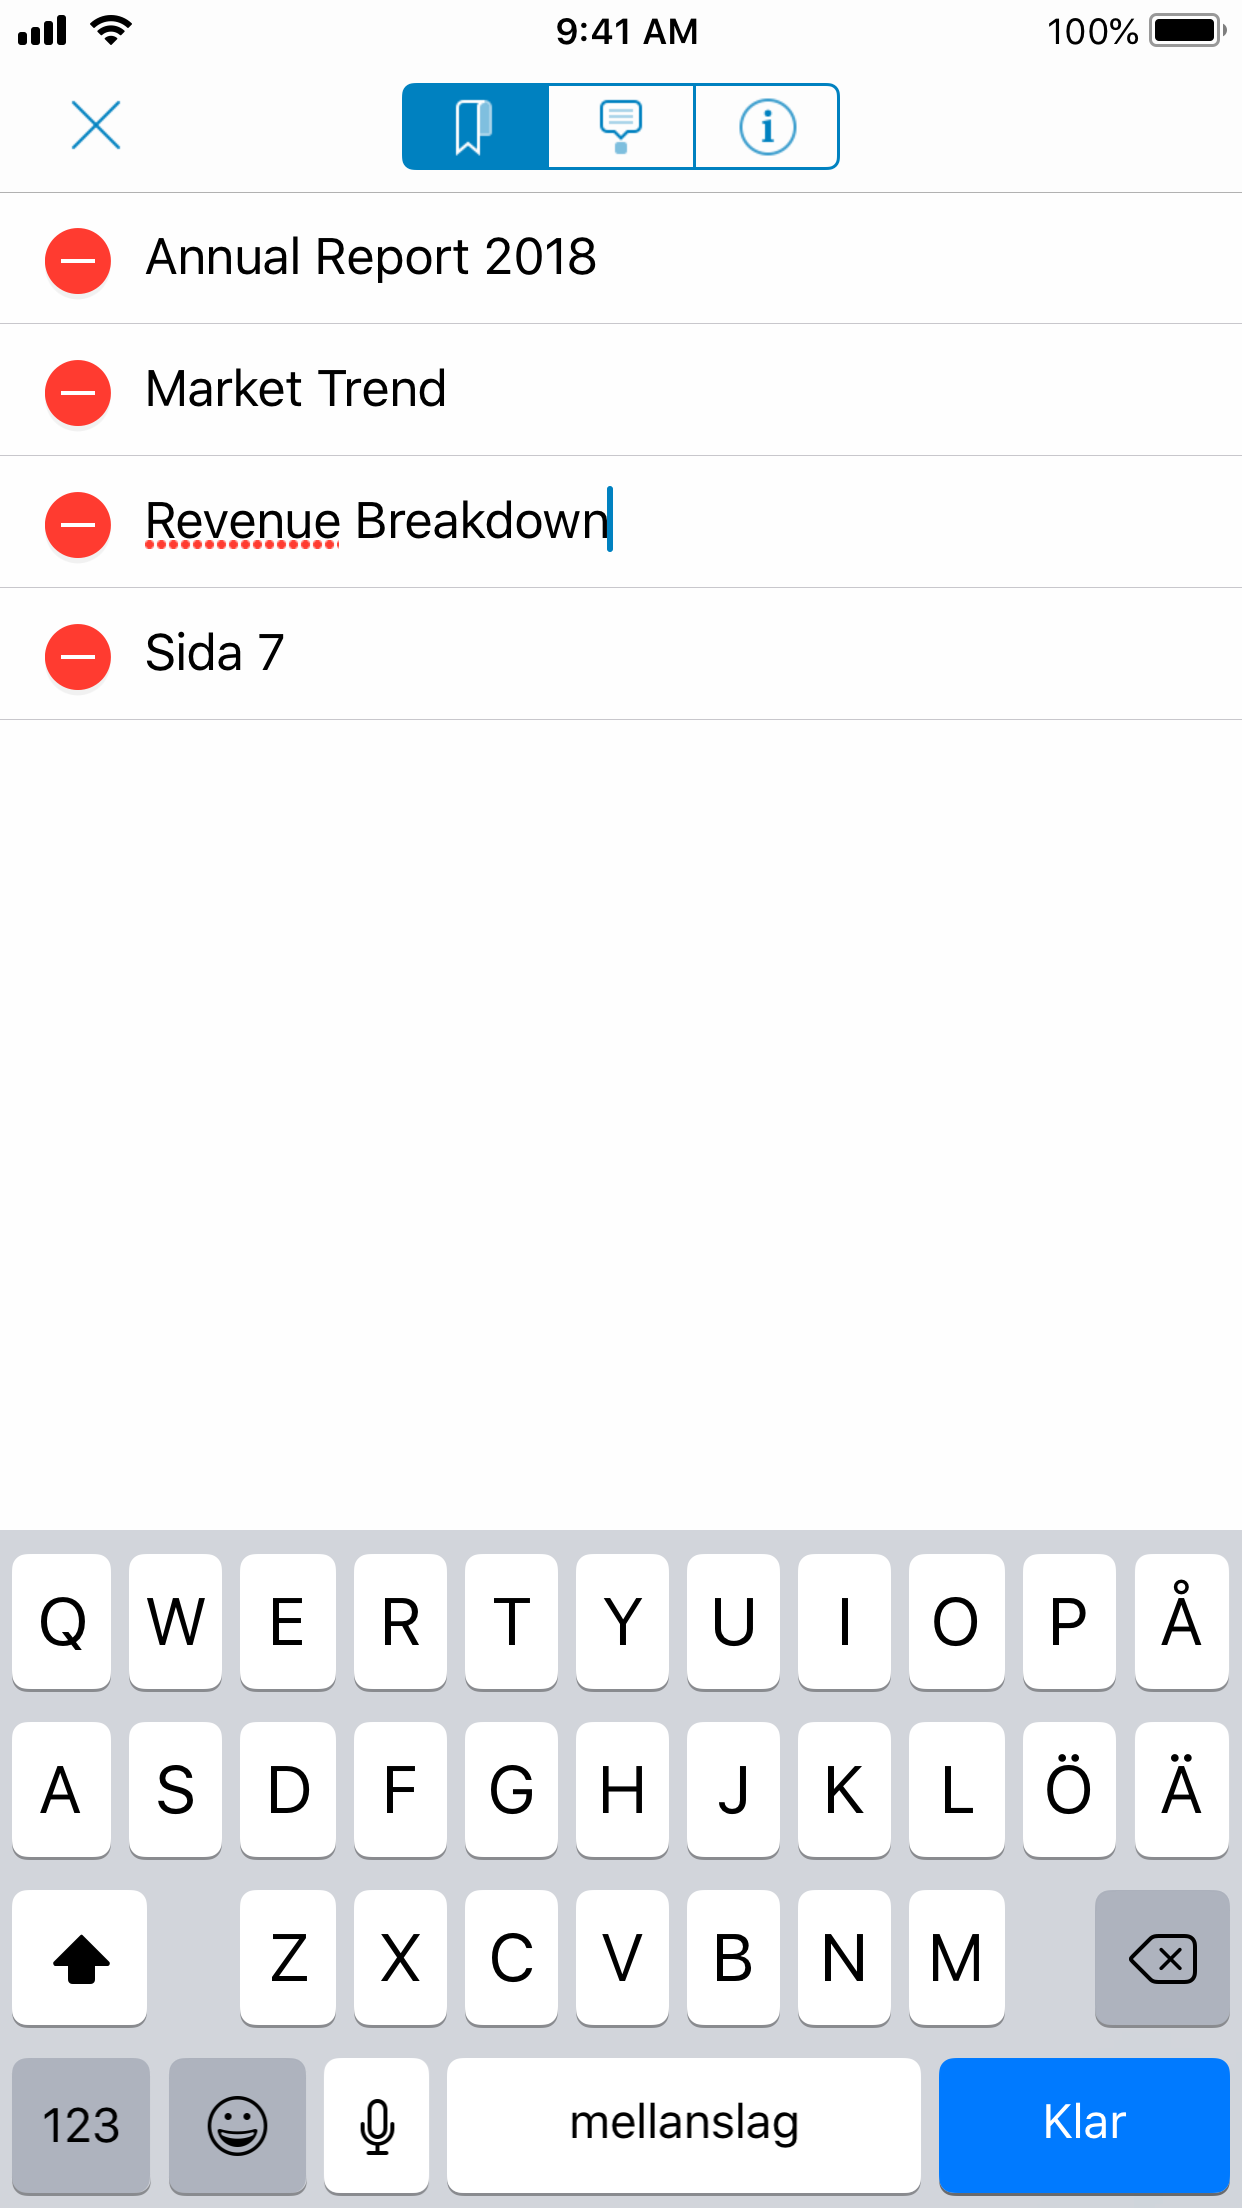 9:41 AM 100%
Annual Report 2018
Market Trend
Revenue Breakdown
Sida 7
Q W E R T Y U I O P Å
A S D F G H J K L Ö Ä
Z X C V B N M
123 mellanslag Klar